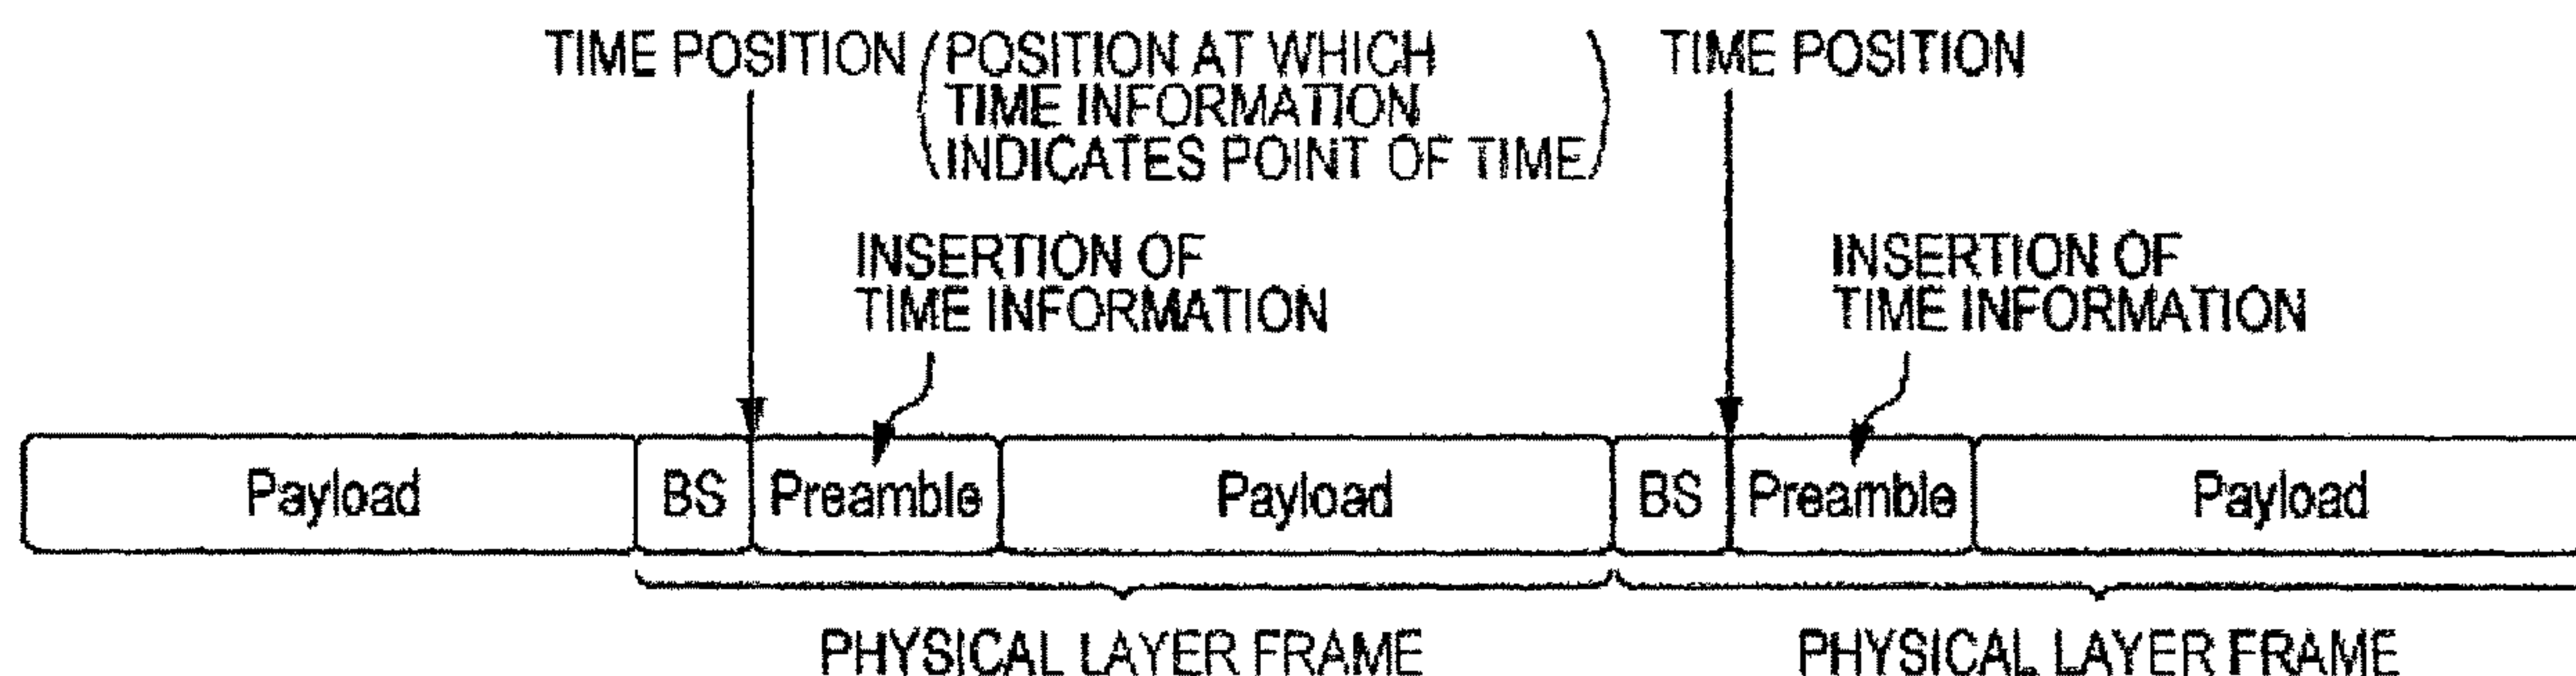 TIME POSITION
POSITION AT WHICH
TIME INFORMATION
INDICATES POINT OF TIME
TIME POSITION
INSERTION OF
TIME INFORMATION
INSERTION OF
TIME INFORMATION
Payload BS Preamble Payload BS Preamble Payload
PHYSICAL LAYER FRAME PHYSICAL LAYER FRAME